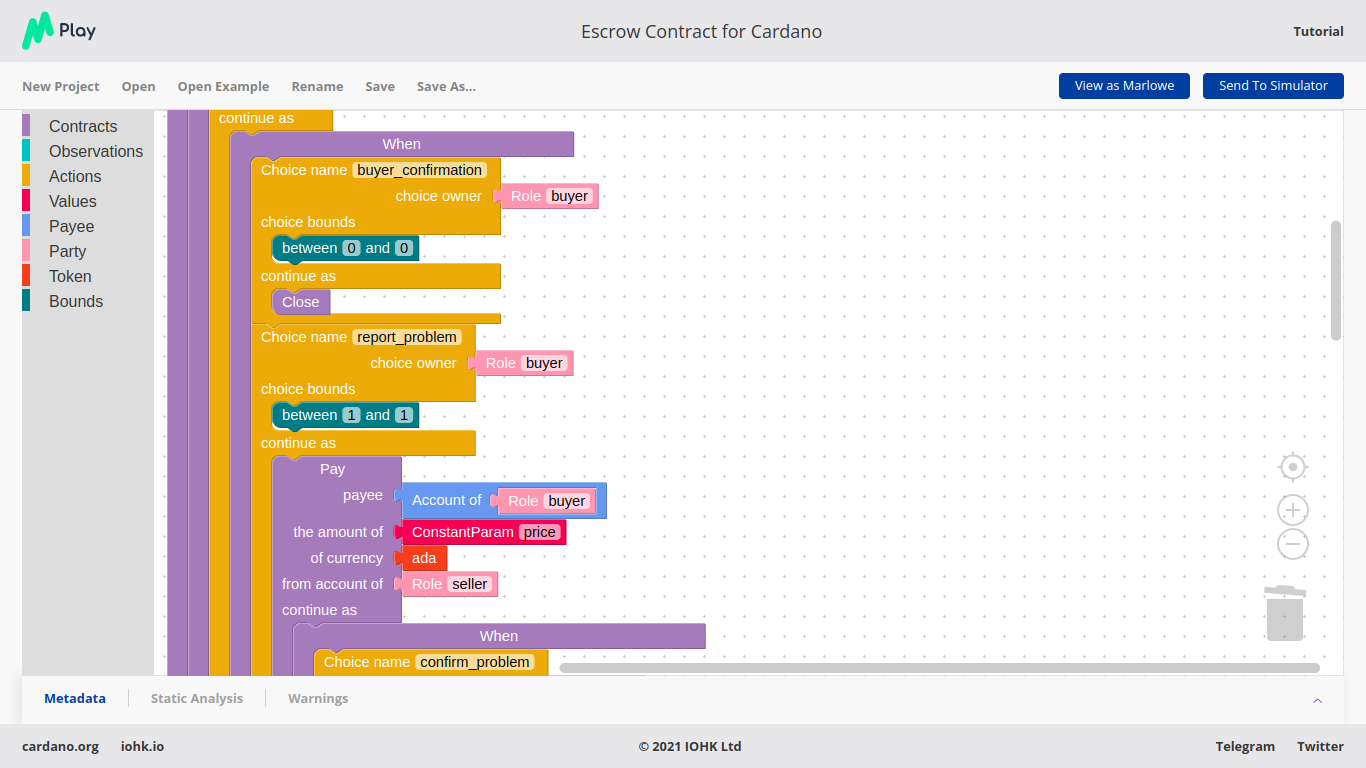 Play
Escrow Contract for Cardano
Tutorial
New Project Open Open Example Rename Save Save As...
View as Marlowe Send To Simulator
Contracts
Observations
Actions
Values
Payee
Party
Token
Bounds
continue as
When
Choice name buyer_confirmation
choice owner Role buyer
choice bounds
between 0 and 0
continue as
Close
Choice name report_problem
choice owner Role buyer
choice bounds
between 1 and 1
continue as
Pay
payee Account of Role buyer
the amount of ConstantParam price
of currency ada
from account of Role seller
continue as
When
Choice name confirm_problem
Metadata Static Analysis Warnings
cardano.org iohk.io © 2021 IOHK Ltd Telegram Twitter